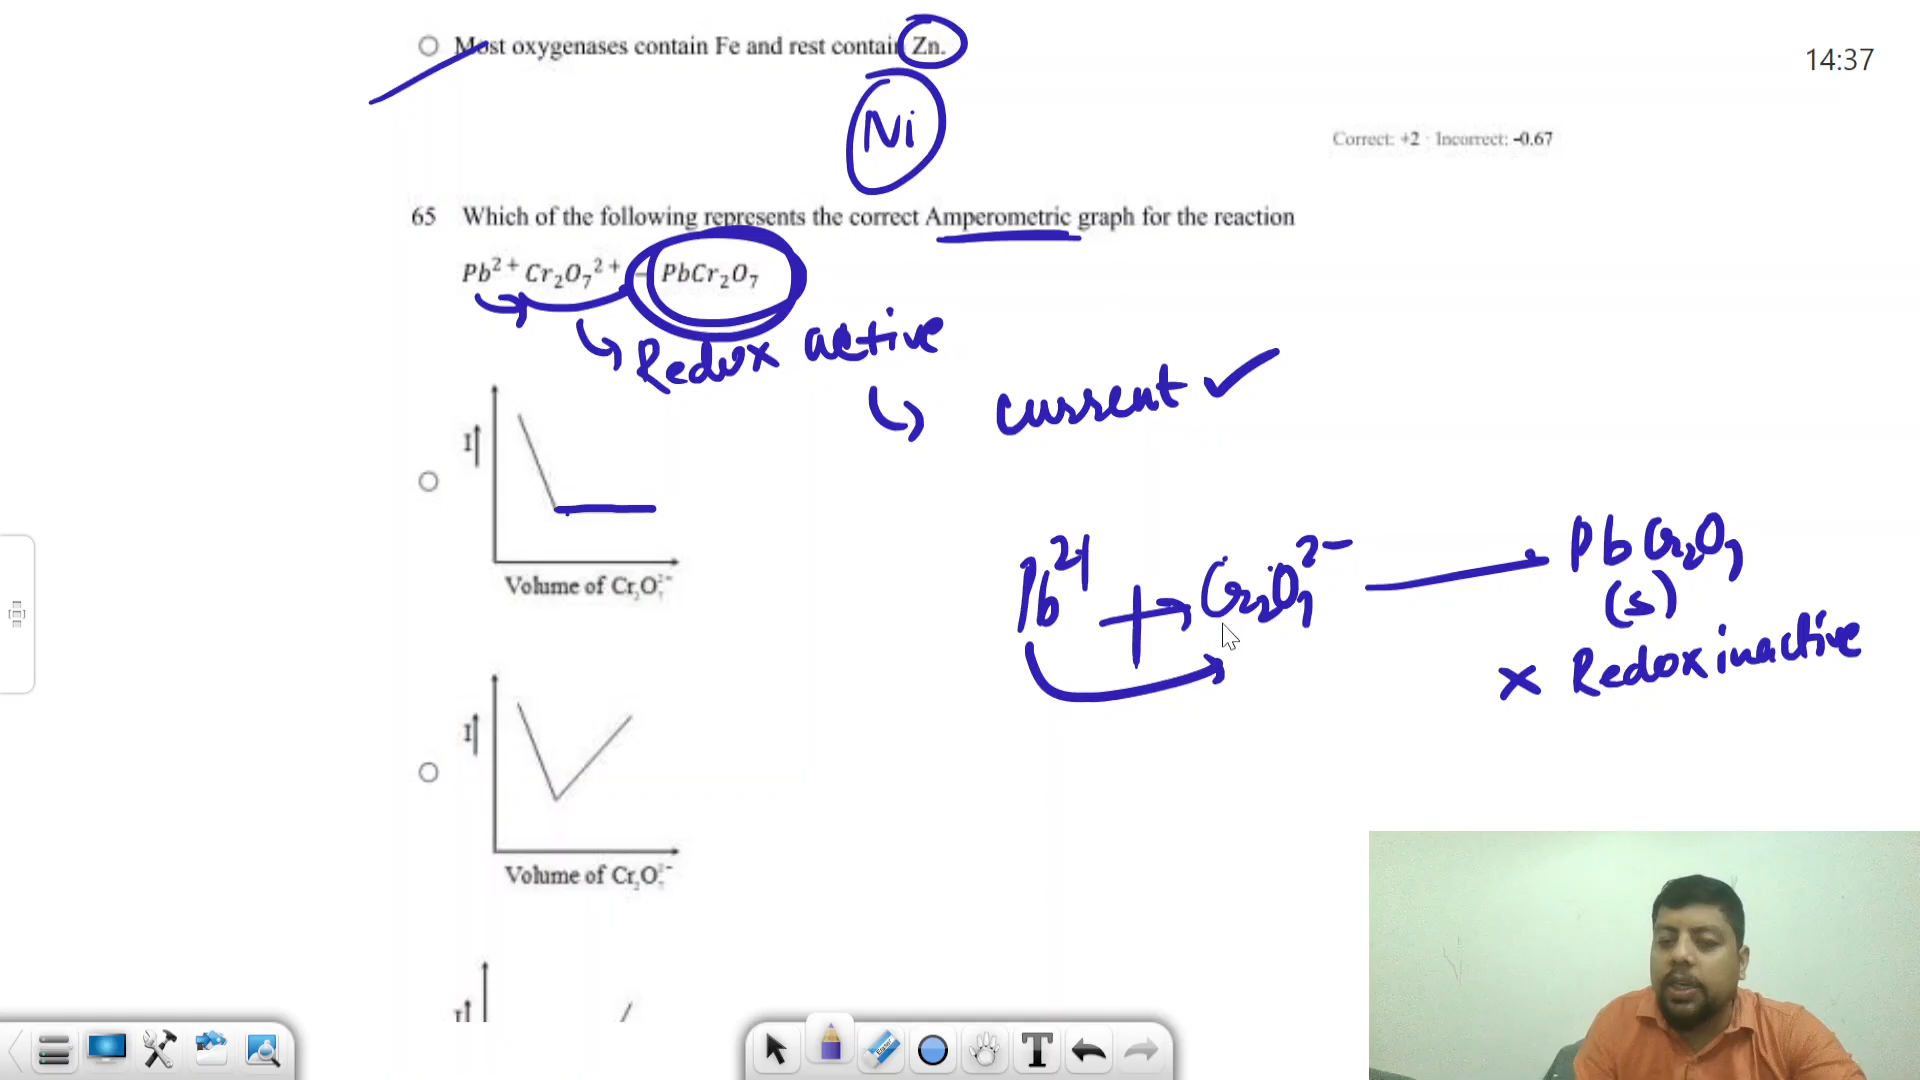 Most oxygenases contain Fe and rest contain Zn.
14:37
Ni
Correct: +2 · Incorrect: -0.67
65 Which of the following represents the correct Amperometric graph for the reaction
Pb²⁺ Cr₂O₇²⁺ – PbCr₂O₇
Redox active
current ✓
I↑
Volume of Cr₂O₇²⁻
Pb²⁺ + Cr₂O₇²⁻ → PbCr₂O₇
(s)
× Redox inactive
I↑
Volume of Cr₂O₇²⁻
I↑
Eraser
T